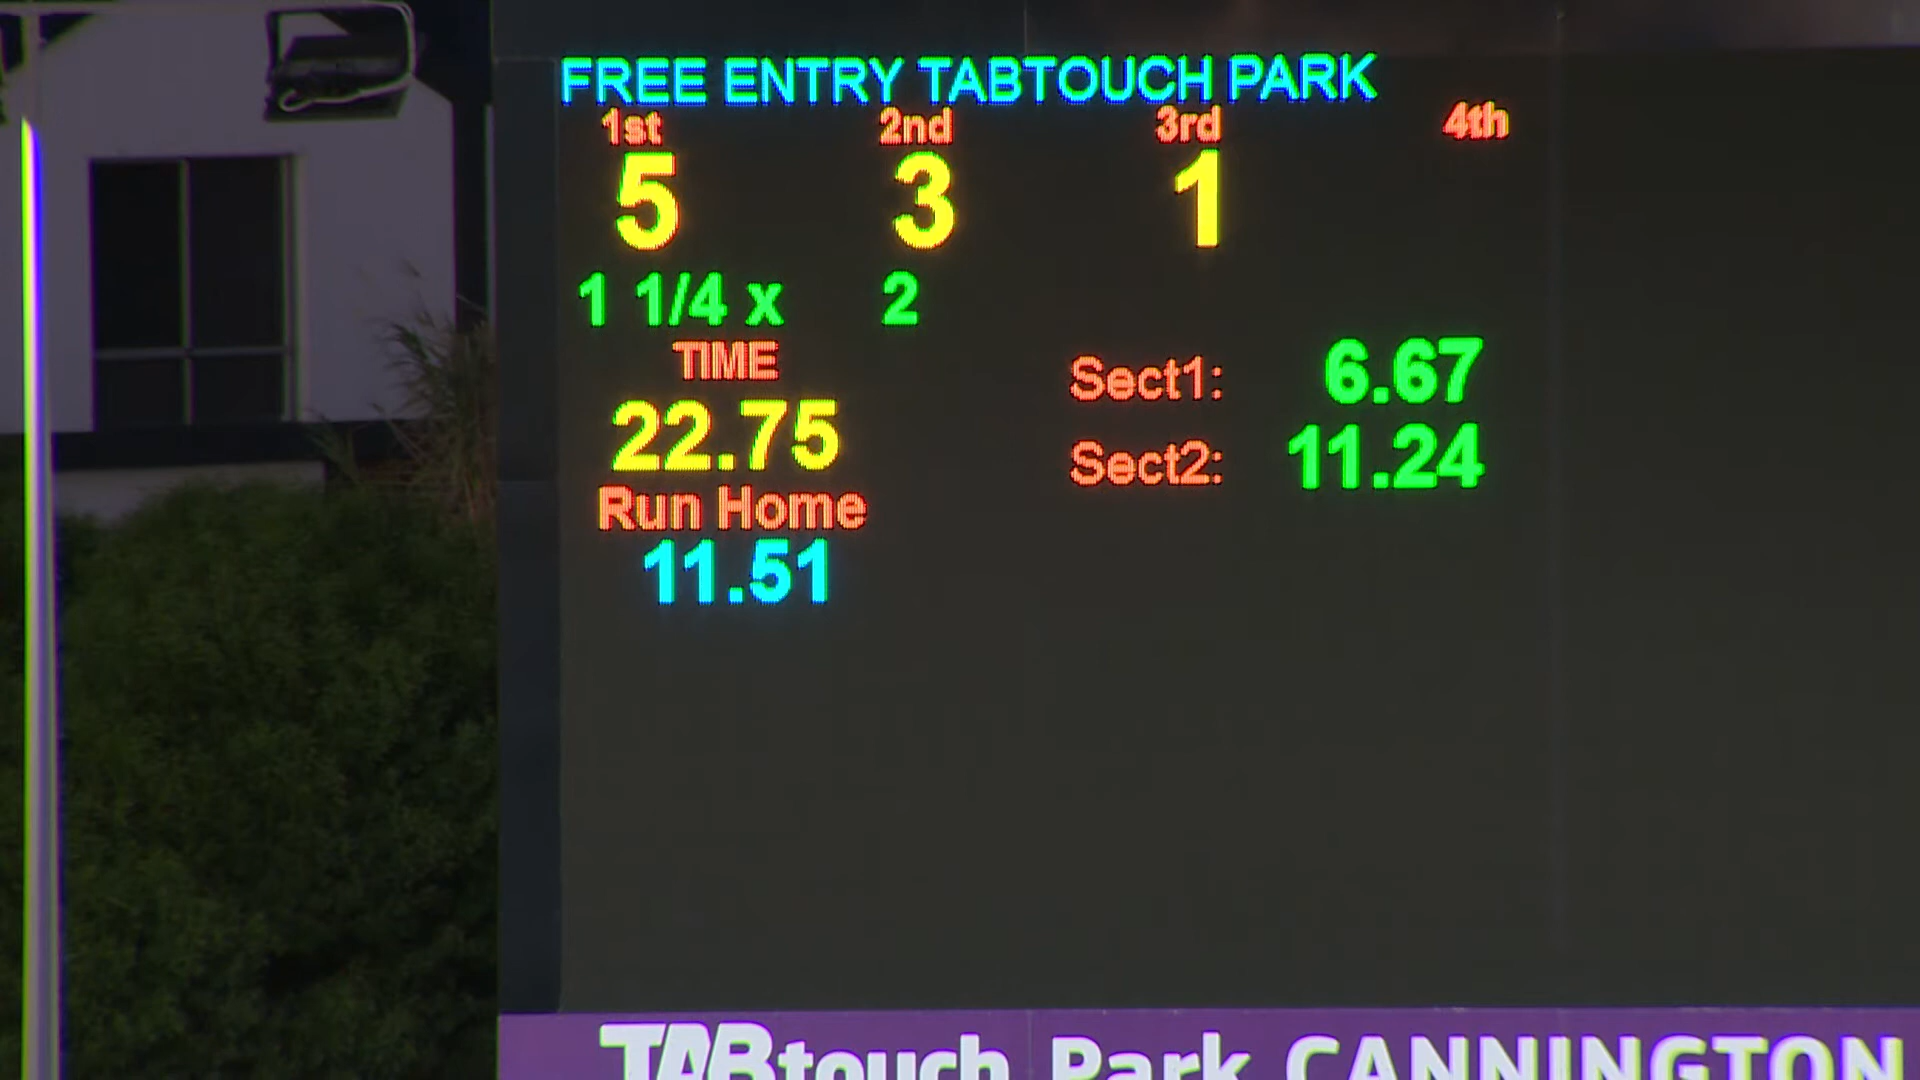 FREE ENTRY TABTOUCH PARK
1st 2nd 3rd 4th
5 3 1
1 1/4 x 2
TIME
22.75
Run Home
11.51
Sect1: 6.67
Sect2: 11.24
TABtouch Park CANNINGTON